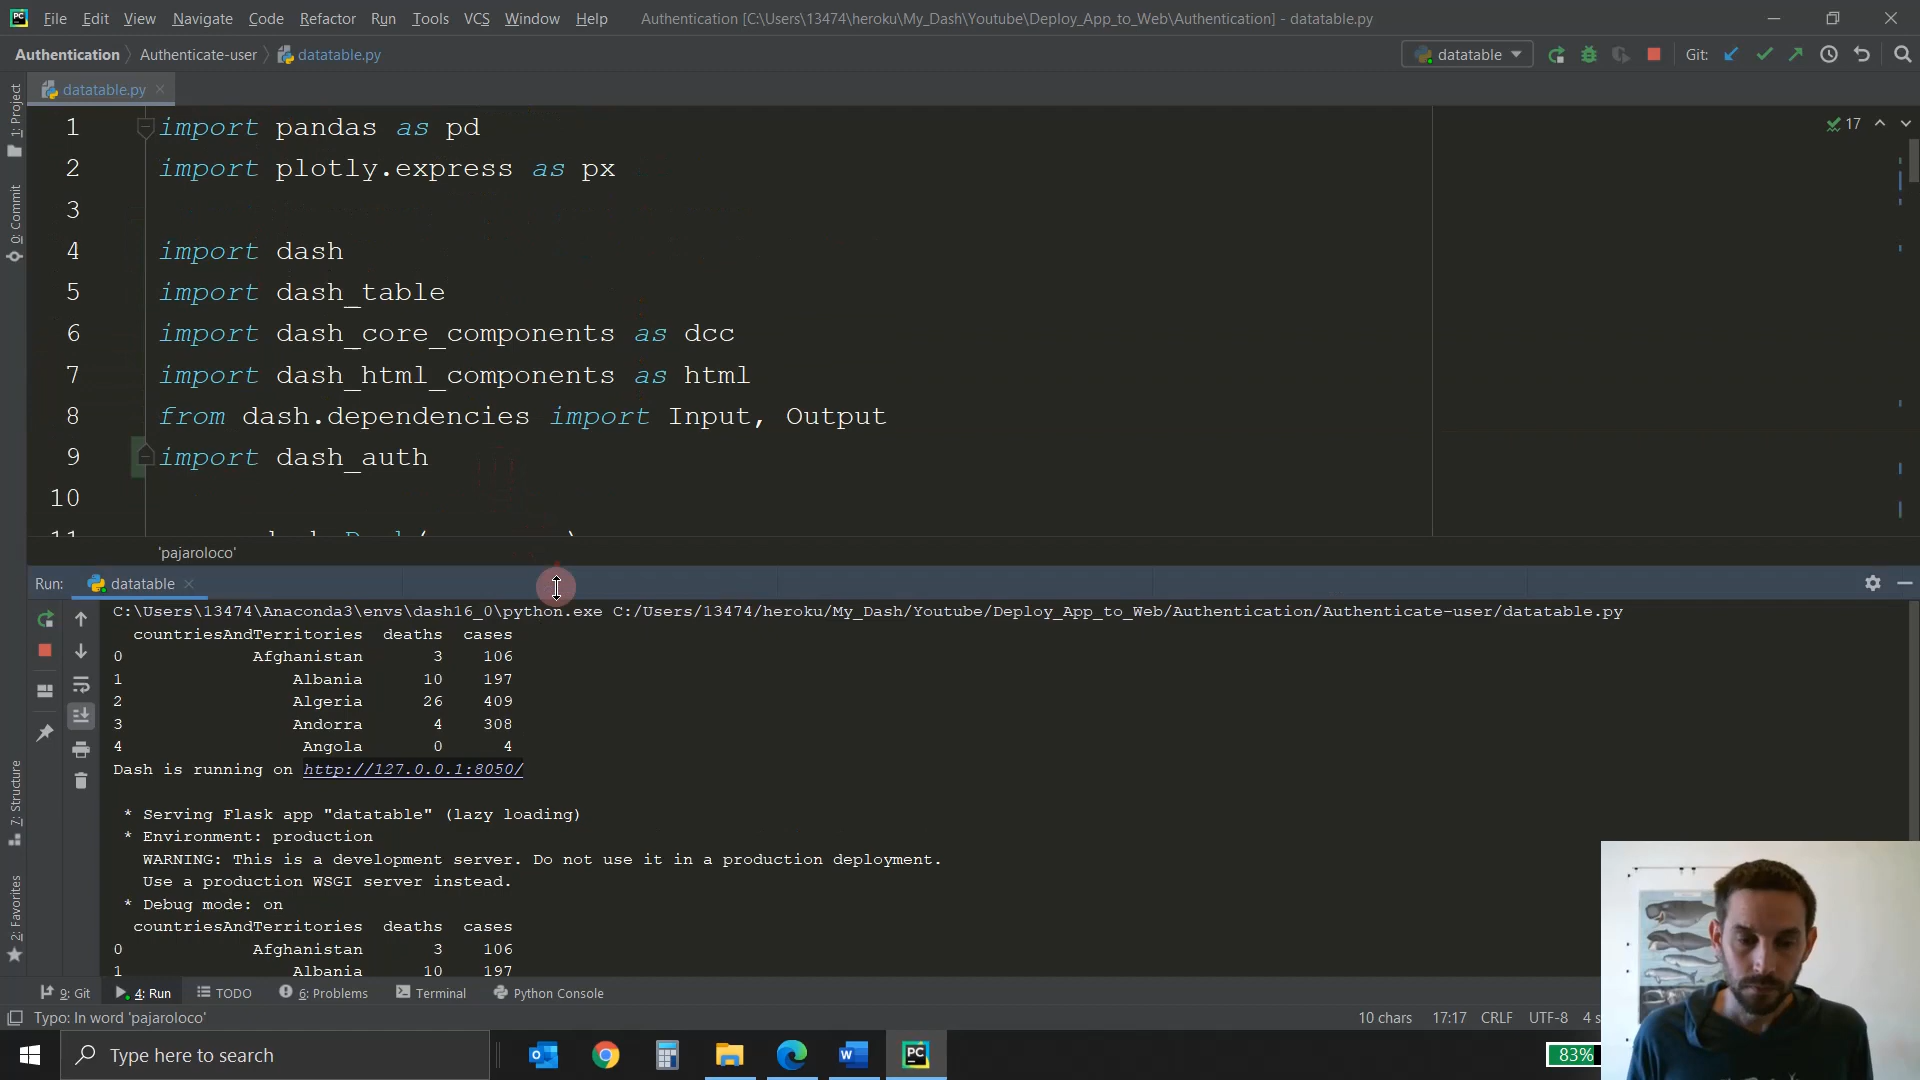 File Edit View Navigate Code Refactor Run Tools VCS Window Help Authentication [C:\Users\13474\heroku\My_Dash\Youtube\Deploy_App_to_Web\Authentication] - datatable.py
Authentication Authenticate-user datatable.py datatable Git:
datatable.py
1: Project
0: Commit
1 import pandas as pd
17
2 import plotly.express as px
3
4 import dash
5 import dash_table
6 import dash_core_components as dcc
7 import dash_html_components as html
8 from dash.dependencies import Input, Output
9 import dash_auth
10
'pajaroloco'
Run: datatable
C:\Users\13474\Anaconda3\envs\dash16_0\python.exe C:/Users/13474/heroku/My_Dash/Youtube/Deploy_App_to_Web/Authentication/Authenticate-user/datatable.py
countriesAndTerritories deaths cases
0 Afghanistan 3 106
1 Albania 10 197
2 Algeria 26 409
3 Andorra 4 308
4 Angola 0 4
Dash is running on http://127.0.0.1:8050/
* Serving Flask app "datatable" (lazy loading)
* Environment: production
WARNING: This is a development server. Do not use it in a production deployment.
Use a production WSGI server instead.
* Debug mode: on
countriesAndTerritories deaths cases
0 Afghanistan 3 106
1 Albania 10 197
7: Structure
2: Favorites
9: Git 4: Run TODO 6: Problems Terminal Python Console
Typo: In word 'pajaroloco' 10 chars 17:17 CRLF UTF-8 4 s
Type here to search
83%